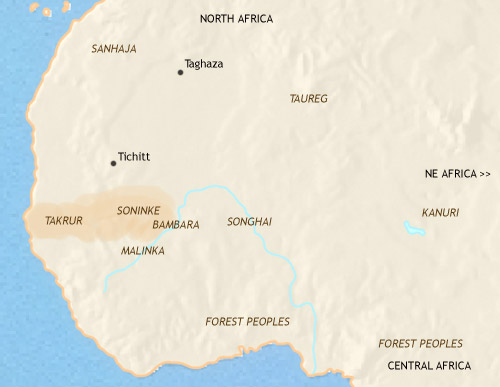 NORTH AFRICA
SANHAJA
Taghaza
TAUREG
Tichitt
NE AFRICA >>
SONINKE
KANURI
TAKRUR
BAMBARA
SONGHAI
MALINKA
FOREST PEOPLES
FOREST PEOPLES
CENTRAL AFRICA